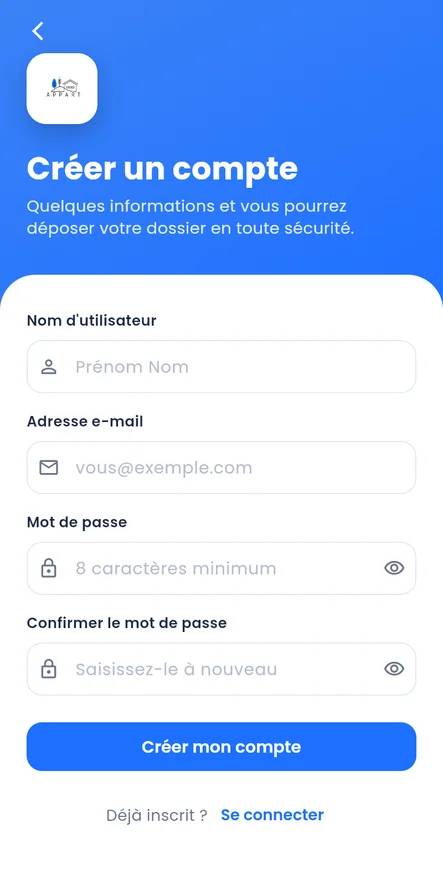 APPART
Créer un compte
Quelques informations et vous pourrez
déposer votre dossier en toute sécurité.
Nom d'utilisateur
Prénom Nom
Adresse e-mail
vous@exemple.com
Mot de passe
8 caractères minimum
Confirmer le mot de passe
Saisissez-le à nouveau
Créer mon compte
Déjà inscrit ? Se connecter